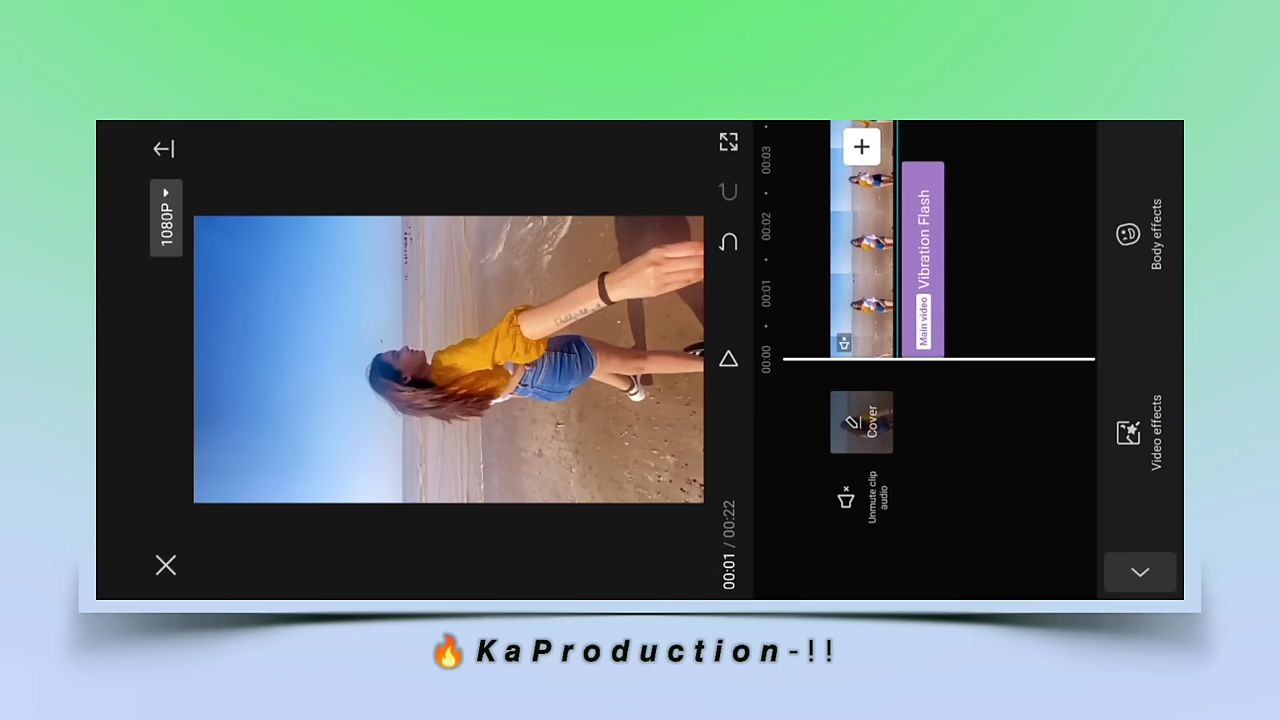 1080P
00:01 / 00:22
00:00
00:01
00:02
00:03
Unmute clip
audio
Cover
Main video Vibration Flash
Video effects
Body effects
🔥KaProduction-!!